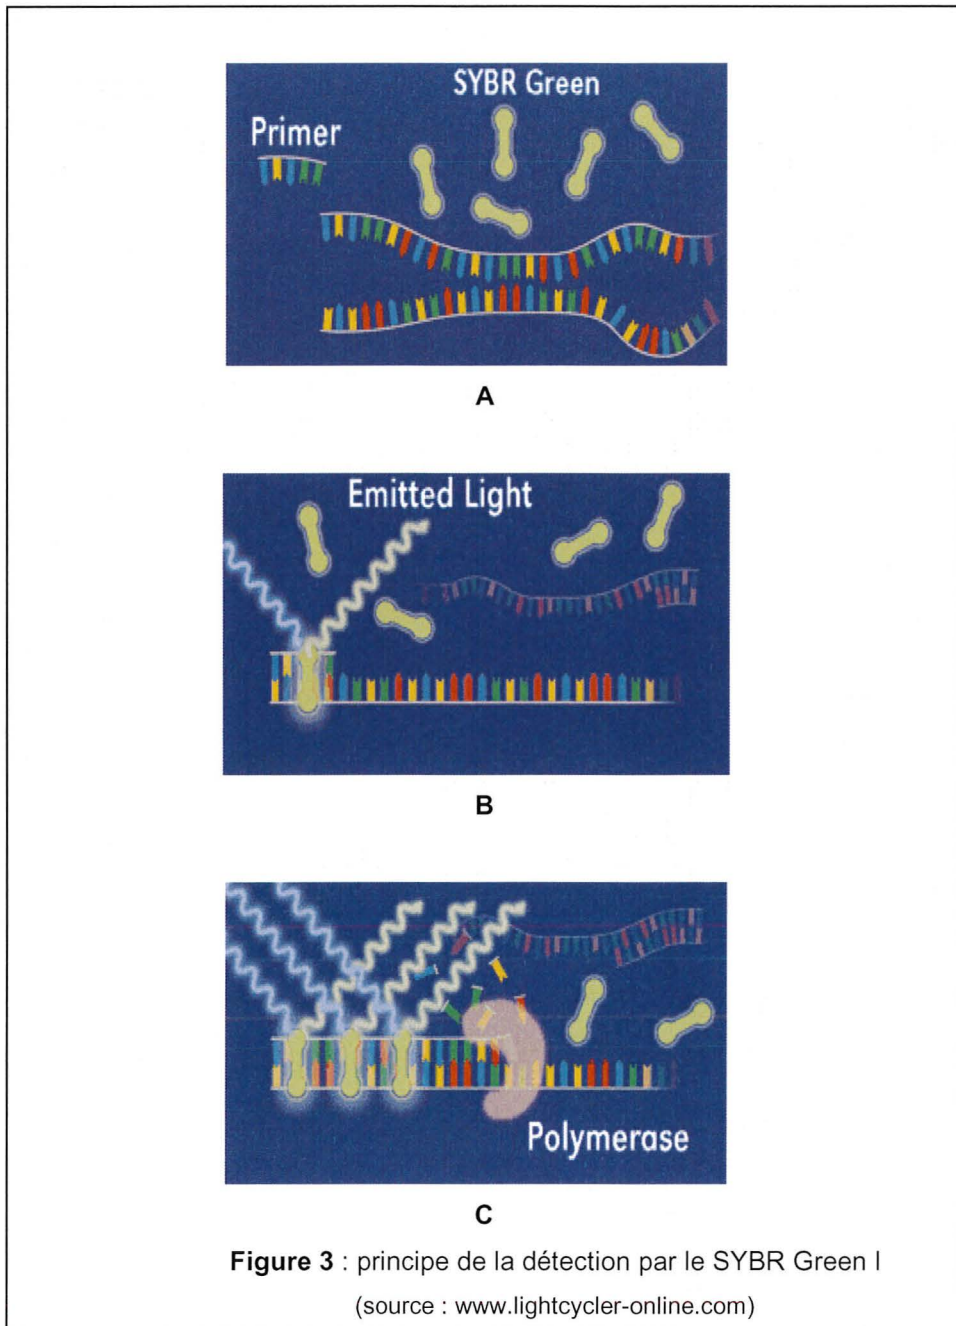 SYBR Green
Primer
A
Emitted Light
B
Polymerase
C
Figure 3 : principe de la détection par le SYBR Green I
(source : www.lightcycler-online.com)